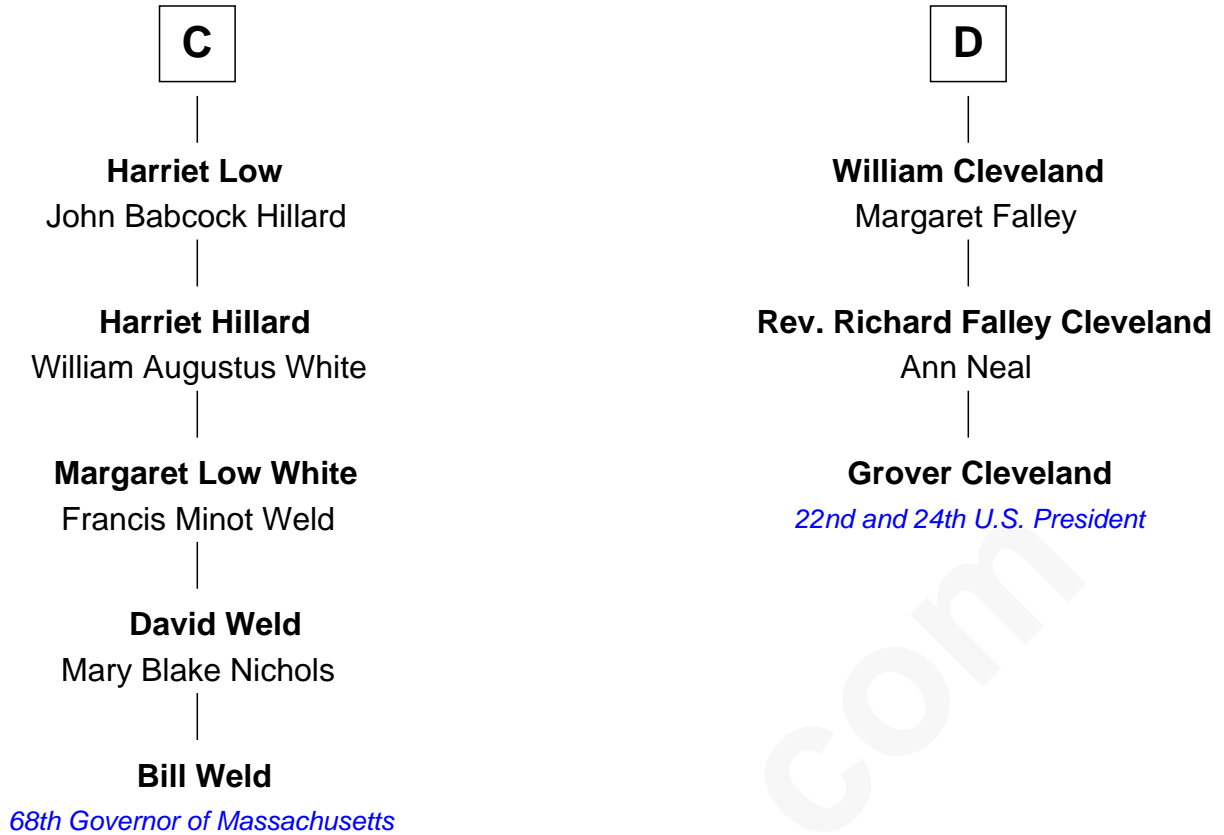 C
Harriet Low
John Babcock Hillard
Harriet Hillard
William Augustus White
Margaret Low White
Francis Minot Weld
David Weld
Mary Blake Nichols
Bill Weld
68th Governor of Massachusetts
D
William Cleveland
Margaret Falley
Rev. Richard Falley Cleveland
Ann Neal
Grover Cleveland
22nd and 24th U.S. President
com